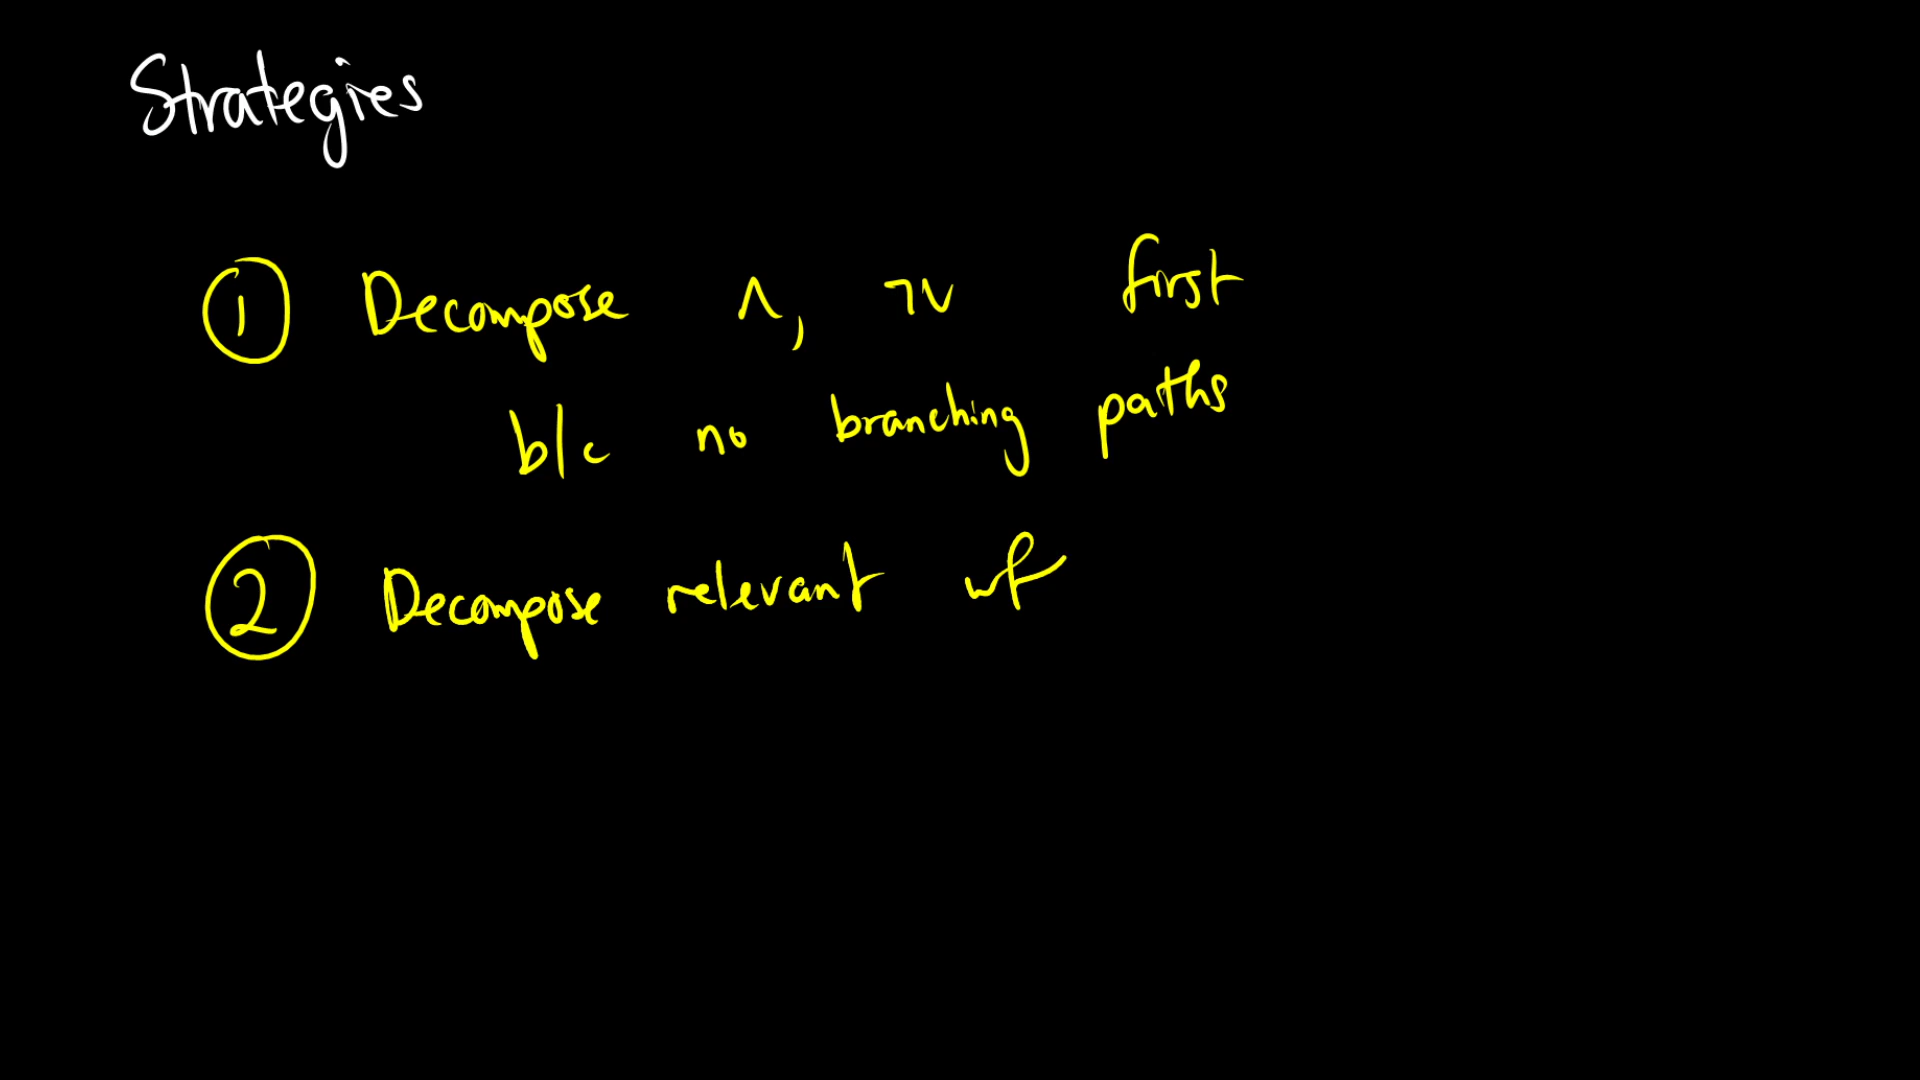 Strategies
① Decompose ∧, ¬∨ first
b/c no branching paths
② Decompose relevant wf